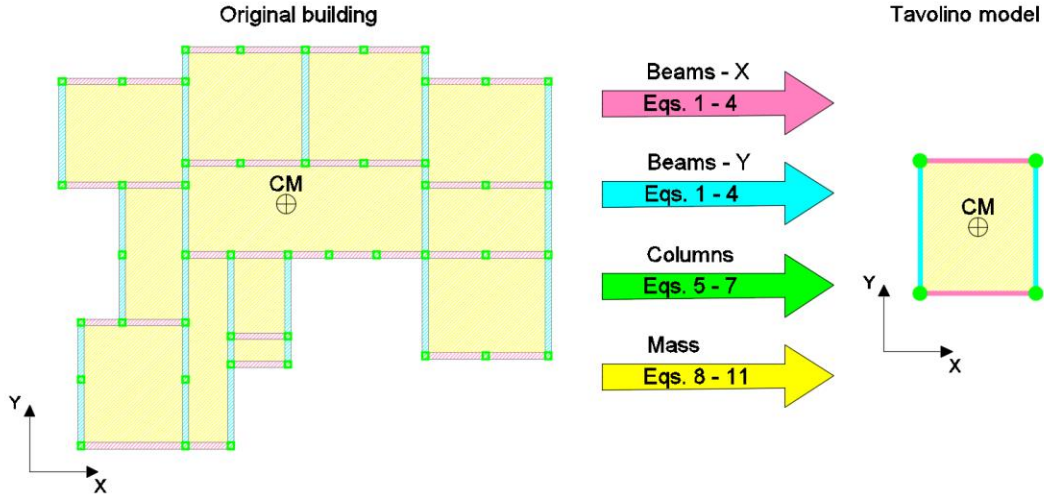 Original building
Tavolino model
CM
Y
X
Beams - X
Eqs. 1 - 4
Beams - Y
Eqs. 1 - 4
Columns
Eqs. 5 - 7
Mass
Eqs. 8 - 11
CM
Y
X